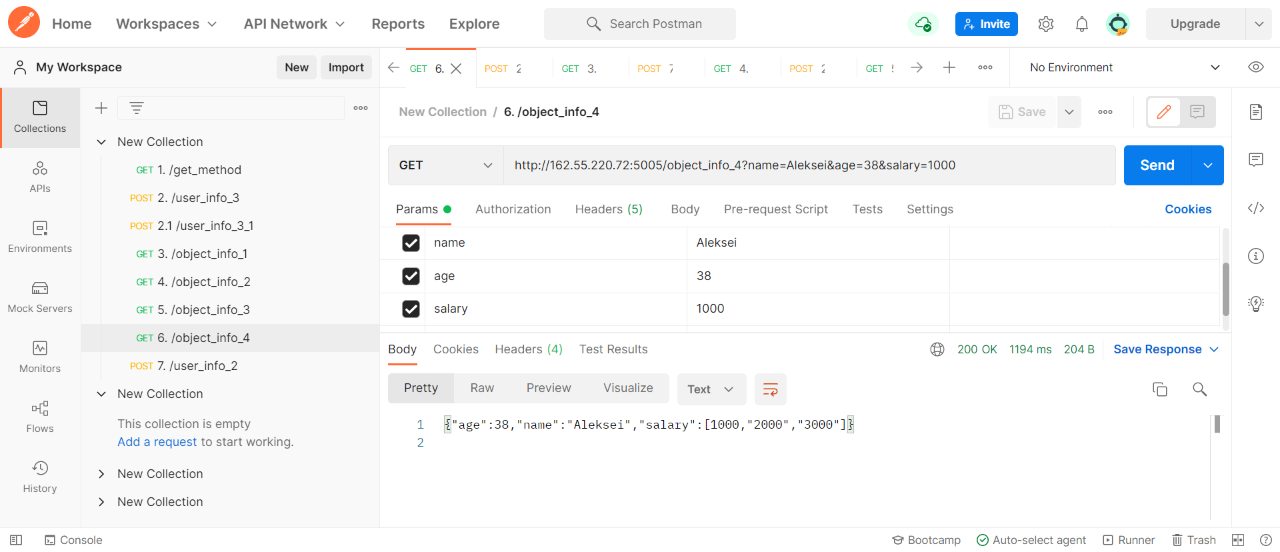 Home Workspaces API Network Reports Explore Search Postman Invite Upgrade
My Workspace New Import GET 6. POST 2 GET 3. POST GET 4. POST 2 GET No Environment
Collections
APIs
Environments
Mock Servers
Monitors
Flows
History
New Collection
GET 1. /get_method
POST 2. /user_info_3
POST 2.1 /user_info_3_1
GET 3. /object_info_1
GET 4. /object_info_2
GET 5. /object_info_3
GET 6. /object_info_4
POST 7. /user_info_2
New Collection
This collection is empty
Add a request to start working.
New Collection
New Collection
New Collection / 6. /object_info_4 Save
GET http://162.55.220.72:5005/object_info_4?name=Aleksei&age=38&salary=1000 Send
Params Authorization Headers (5) Body Pre-request Script Tests Settings Cookies
name Aleksei
age 38
salary 1000
Body Cookies Headers (4) Test Results 200 OK 1194 ms 204 B Save Response
Pretty Raw Preview Visualize Text
1 {"age":38,"name":"Aleksei","salary":[1000,"2000","3000"]}
2
Console Bootcamp Auto-select agent Runner Trash